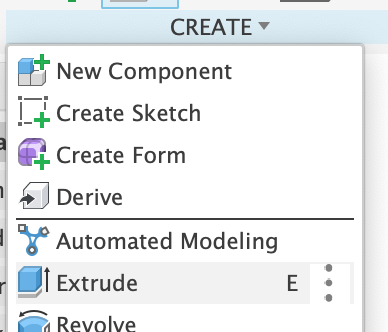 CREATE
New Component
Create Sketch
Create Form
Derive
Automated Modeling
Extrude E
Revolve